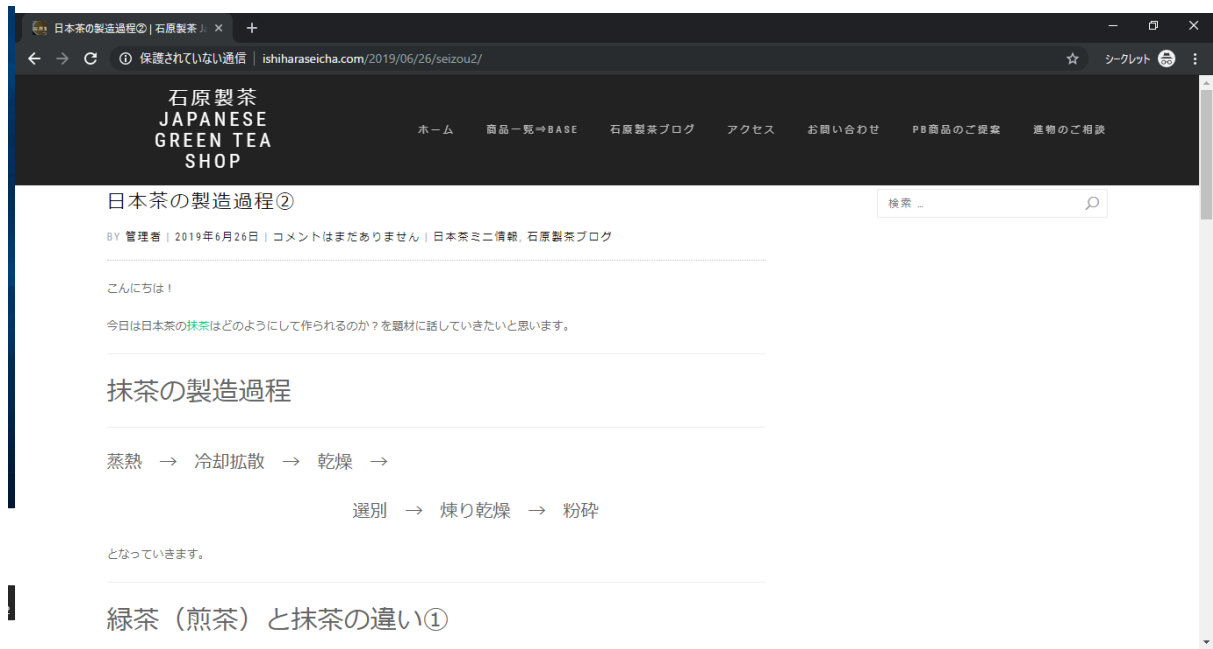 日本茶の製造過程②| 石原製茶 J
保護されていない通信 | ishiharaseicha.com/2019/06/26/seizou2/
シークレット
石原製茶
JAPANESE
GREEN TEA
SHOP
ホーム 商品一覧⇒BASE 石原製茶ブログ アクセス お問い合わせ PB商品のご提案 進物のご相談
日本茶の製造過程②
検索 …
BY 管理者 | 2019年6月26日 | コメントはまだありません | 日本茶ミニ情報, 石原製茶ブログ
こんにちは！
今日は日本茶の抹茶はどのようにして作られるのか？を題材に話していきたいと思います。
抹茶の製造過程
蒸熱 → 冷却拡散 → 乾燥 →
選別 → 煉り乾燥 → 粉砕
となっていきます。
緑茶（煎茶）と抹茶の違い①